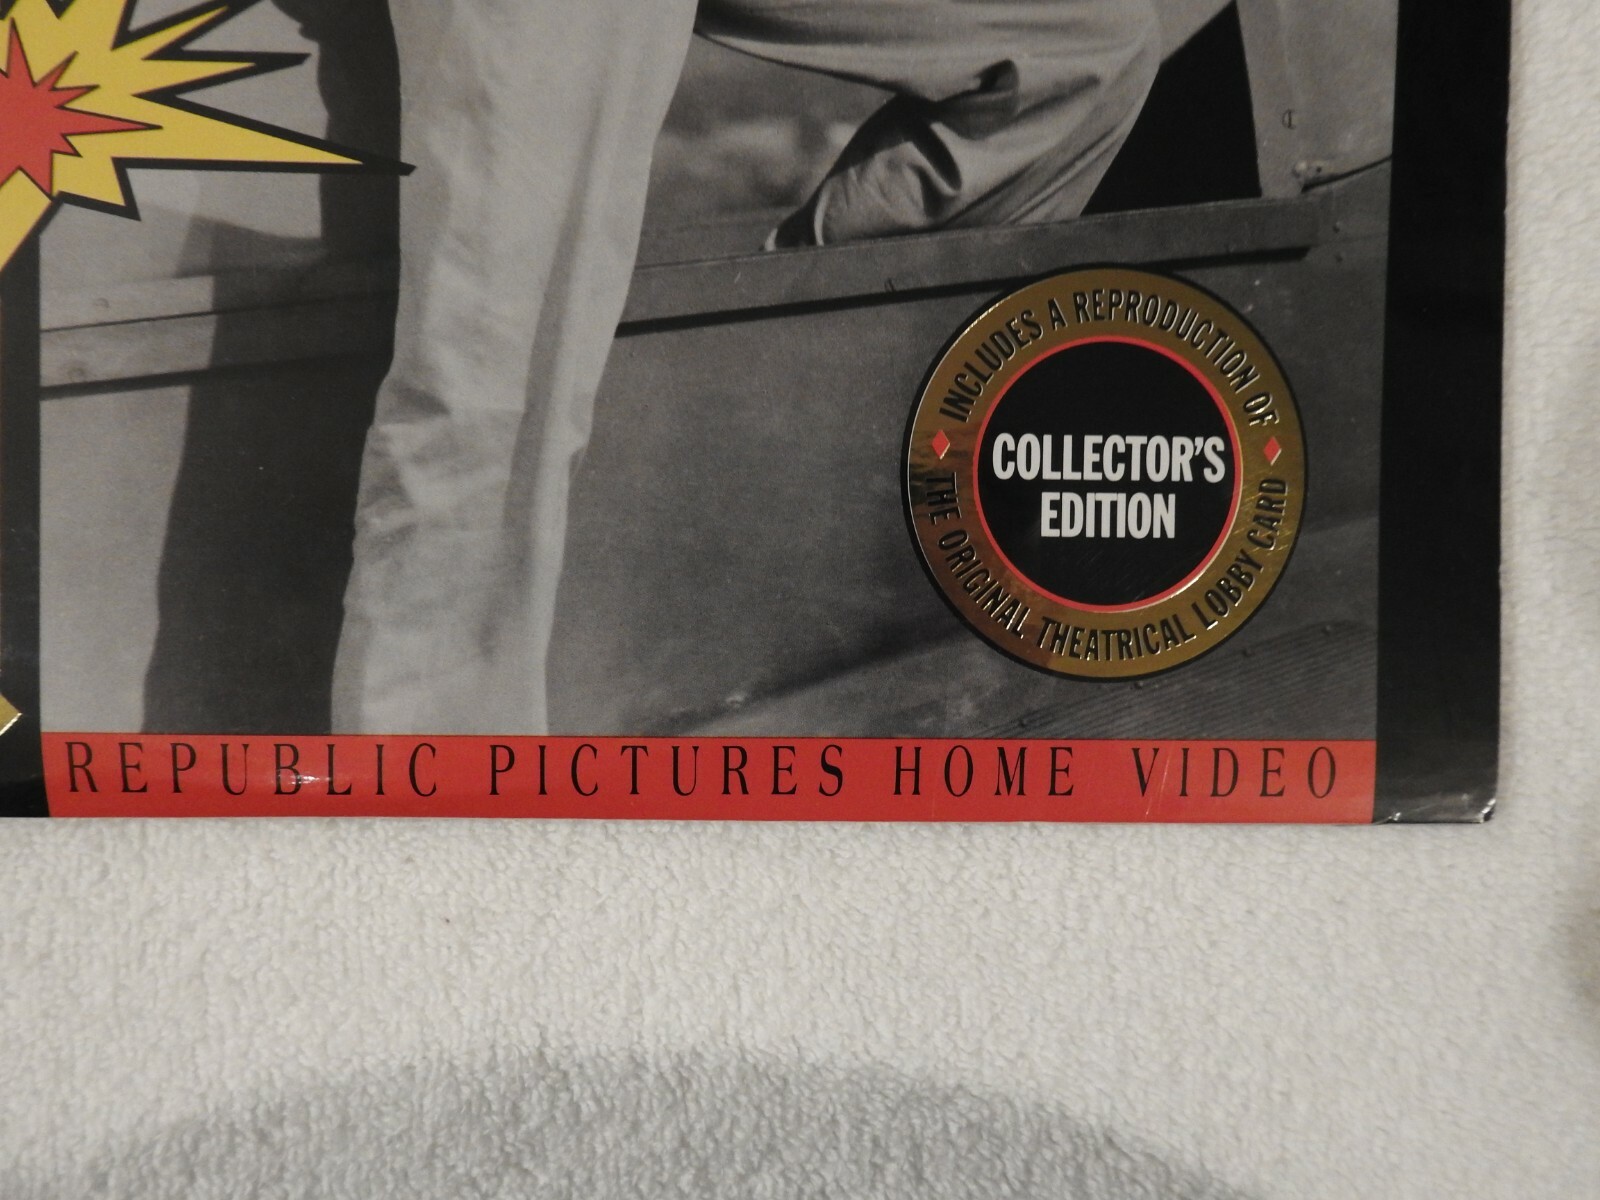 INCLUDES A REPRODUCTION OF
THE ORIGINAL THEATRICAL LOBBY CARD
COLLECTOR'S
EDITION
REPUBLIC PICTURES HOME VIDEO